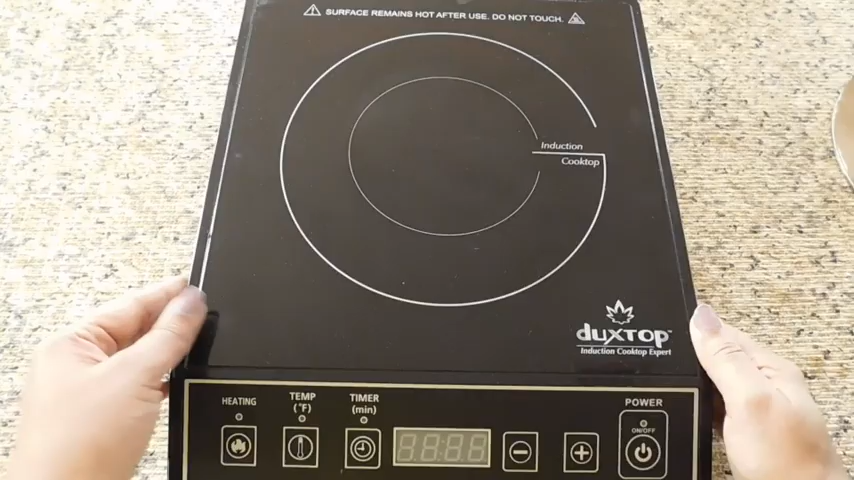 SURFACE REMAINS HOT AFTER USE. DO NOT TOUCH.
Induction
Cooktop
duxtop
Induction Cooktop Expert
HEATING
TEMP
(°F)
TIMER
(min)
POWER
ON/OFF